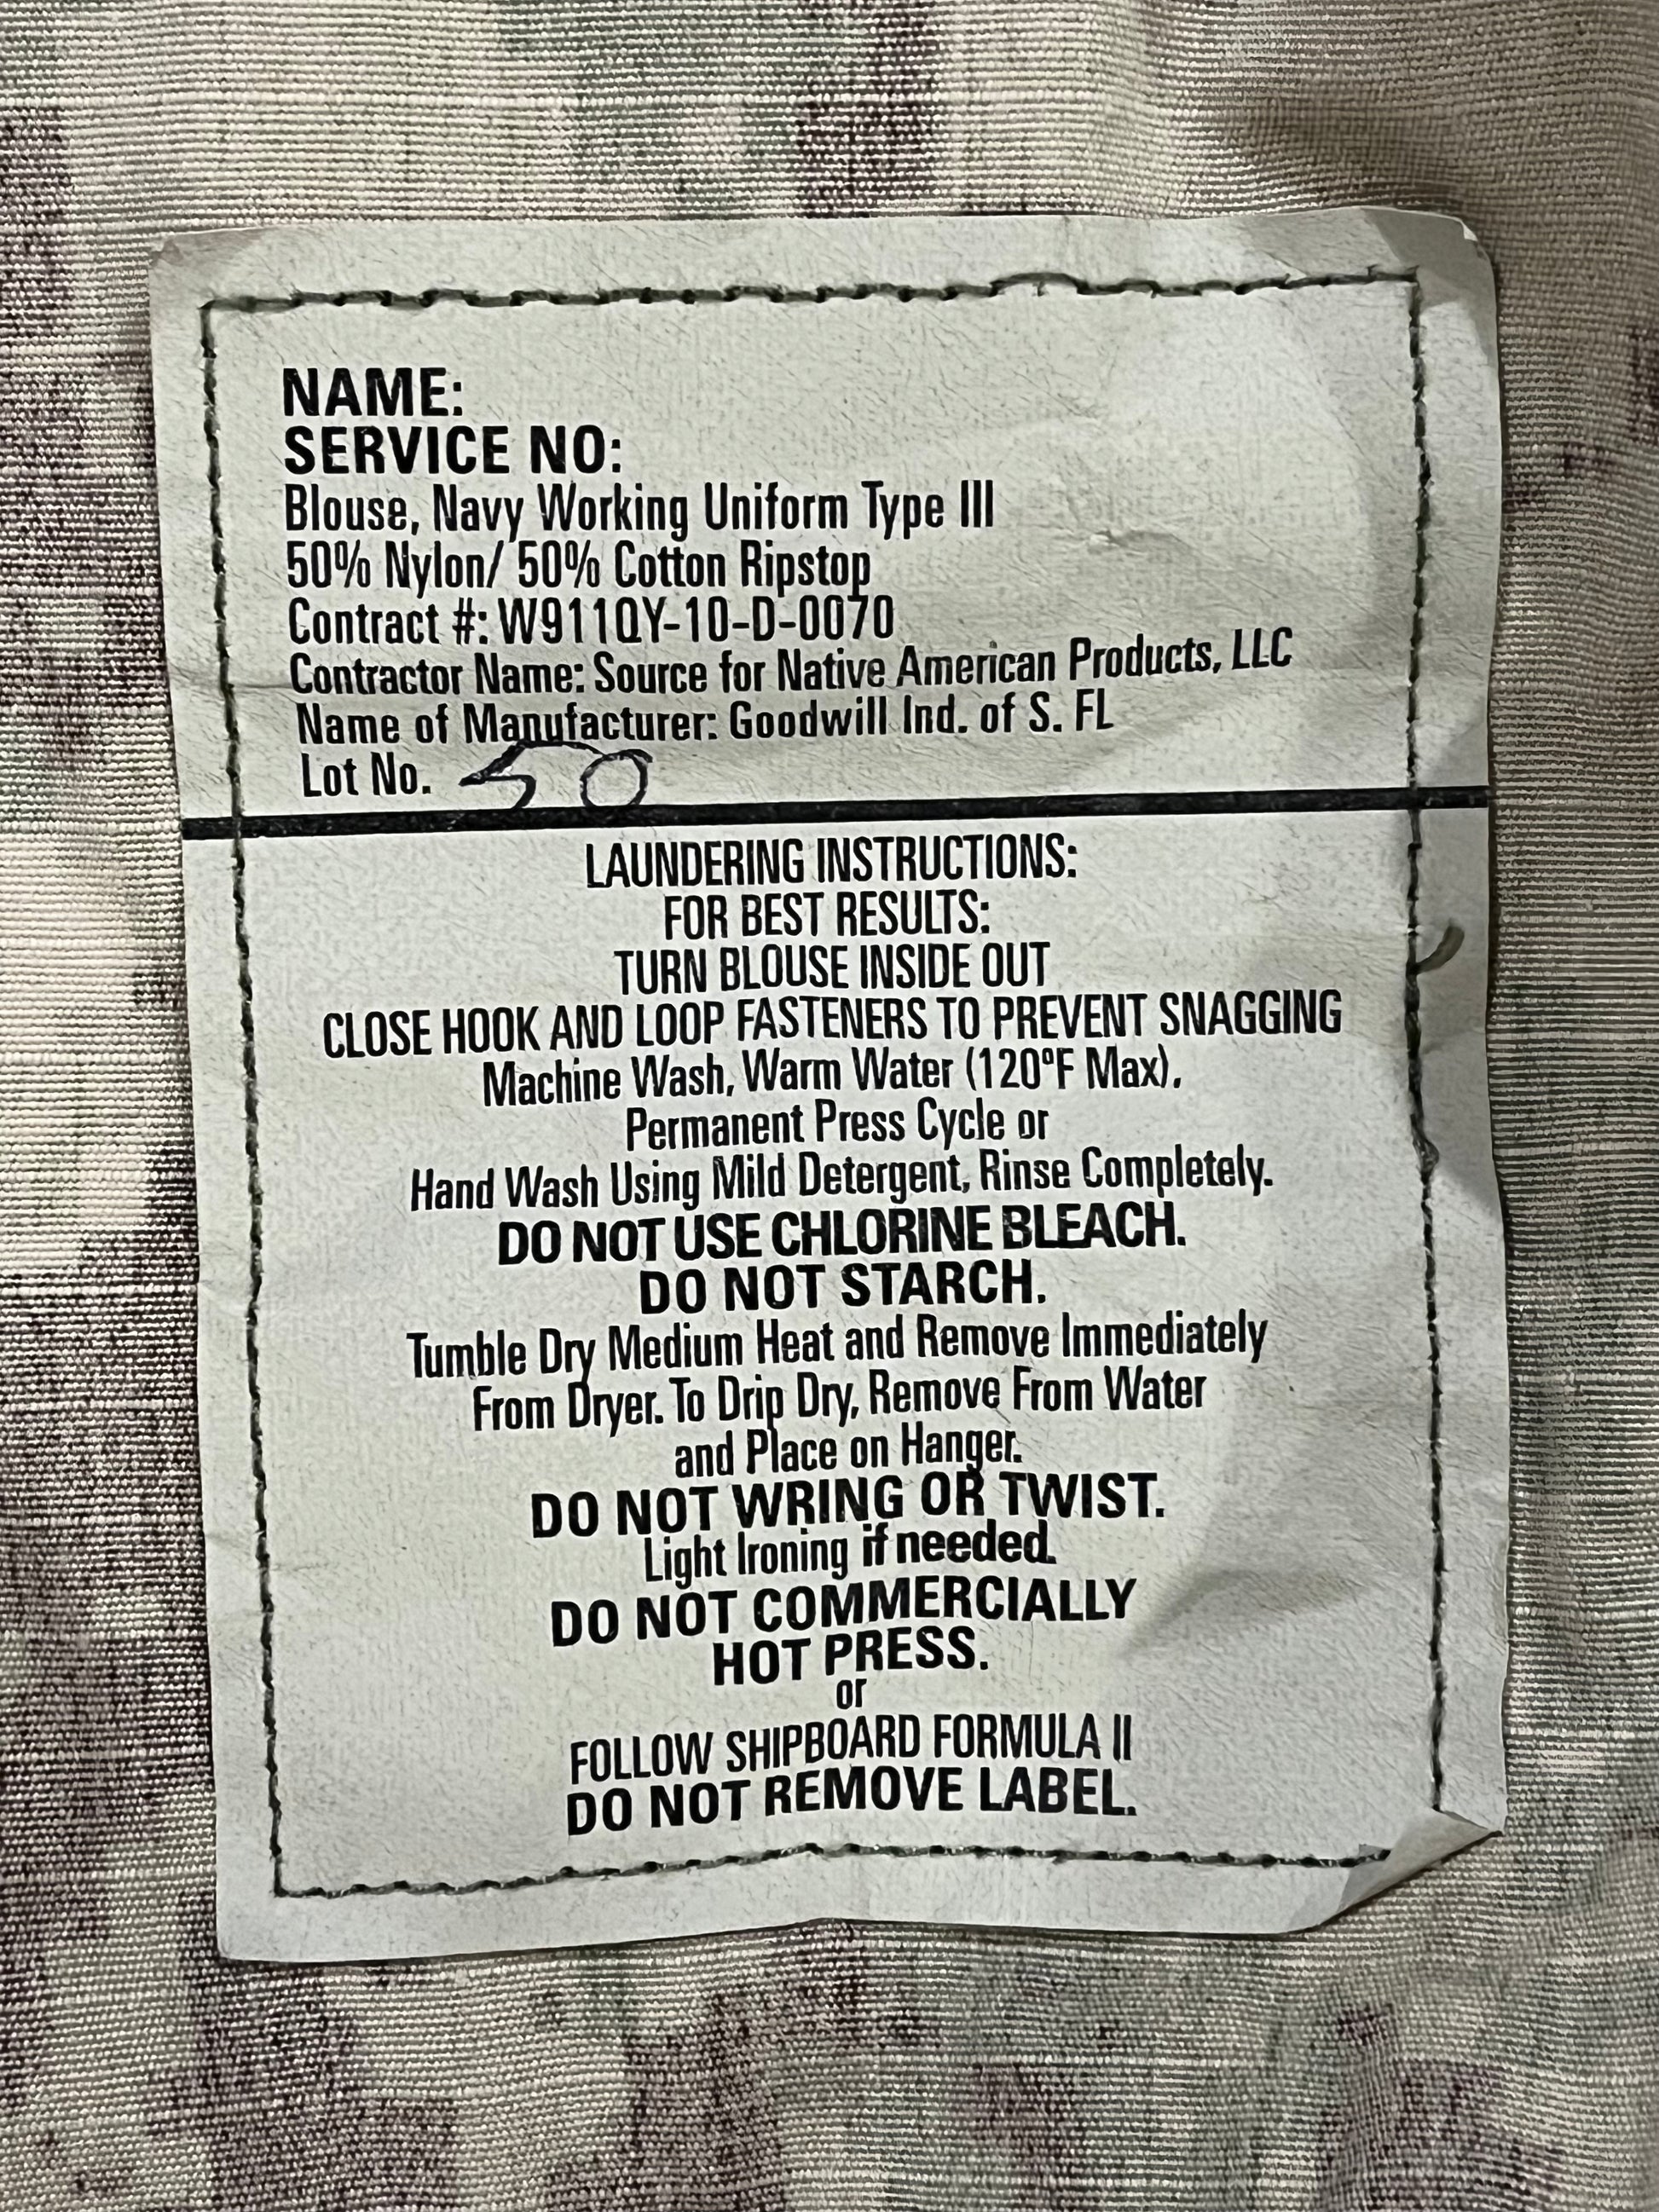 NAME:
SERVICE NO:
Blouse, Navy Working Uniform Type III
50% Nylon/ 50% Cotton Ripstop
Contract #: W911QY-10-D-0070
Contractor Name: Source for Native American Products, LLC
Name of Manufacturer: Goodwill Ind. of S. FL
Lot No. 50
LAUNDERING INSTRUCTIONS:
FOR BEST RESULTS:
TURN BLOUSE INSIDE OUT
CLOSE HOOK AND LOOP FASTENERS TO PREVENT SNAGGING
Machine Wash, Warm Water (120°F Max),
Permanent Press Cycle or
Hand Wash Using Mild Detergent, Rinse Completely.
DO NOT USE CHLORINE BLEACH.
DO NOT STARCH.
Tumble Dry Medium Heat and Remove Immediately
From Dryer. To Drip Dry, Remove From Water
and Place on Hanger.
DO NOT WRING OR TWIST.
Light Ironing if needed.
DO NOT COMMERCIALLY
HOT PRESS.
or
FOLLOW SHIPBOARD FORMULA II
DO NOT REMOVE LABEL.